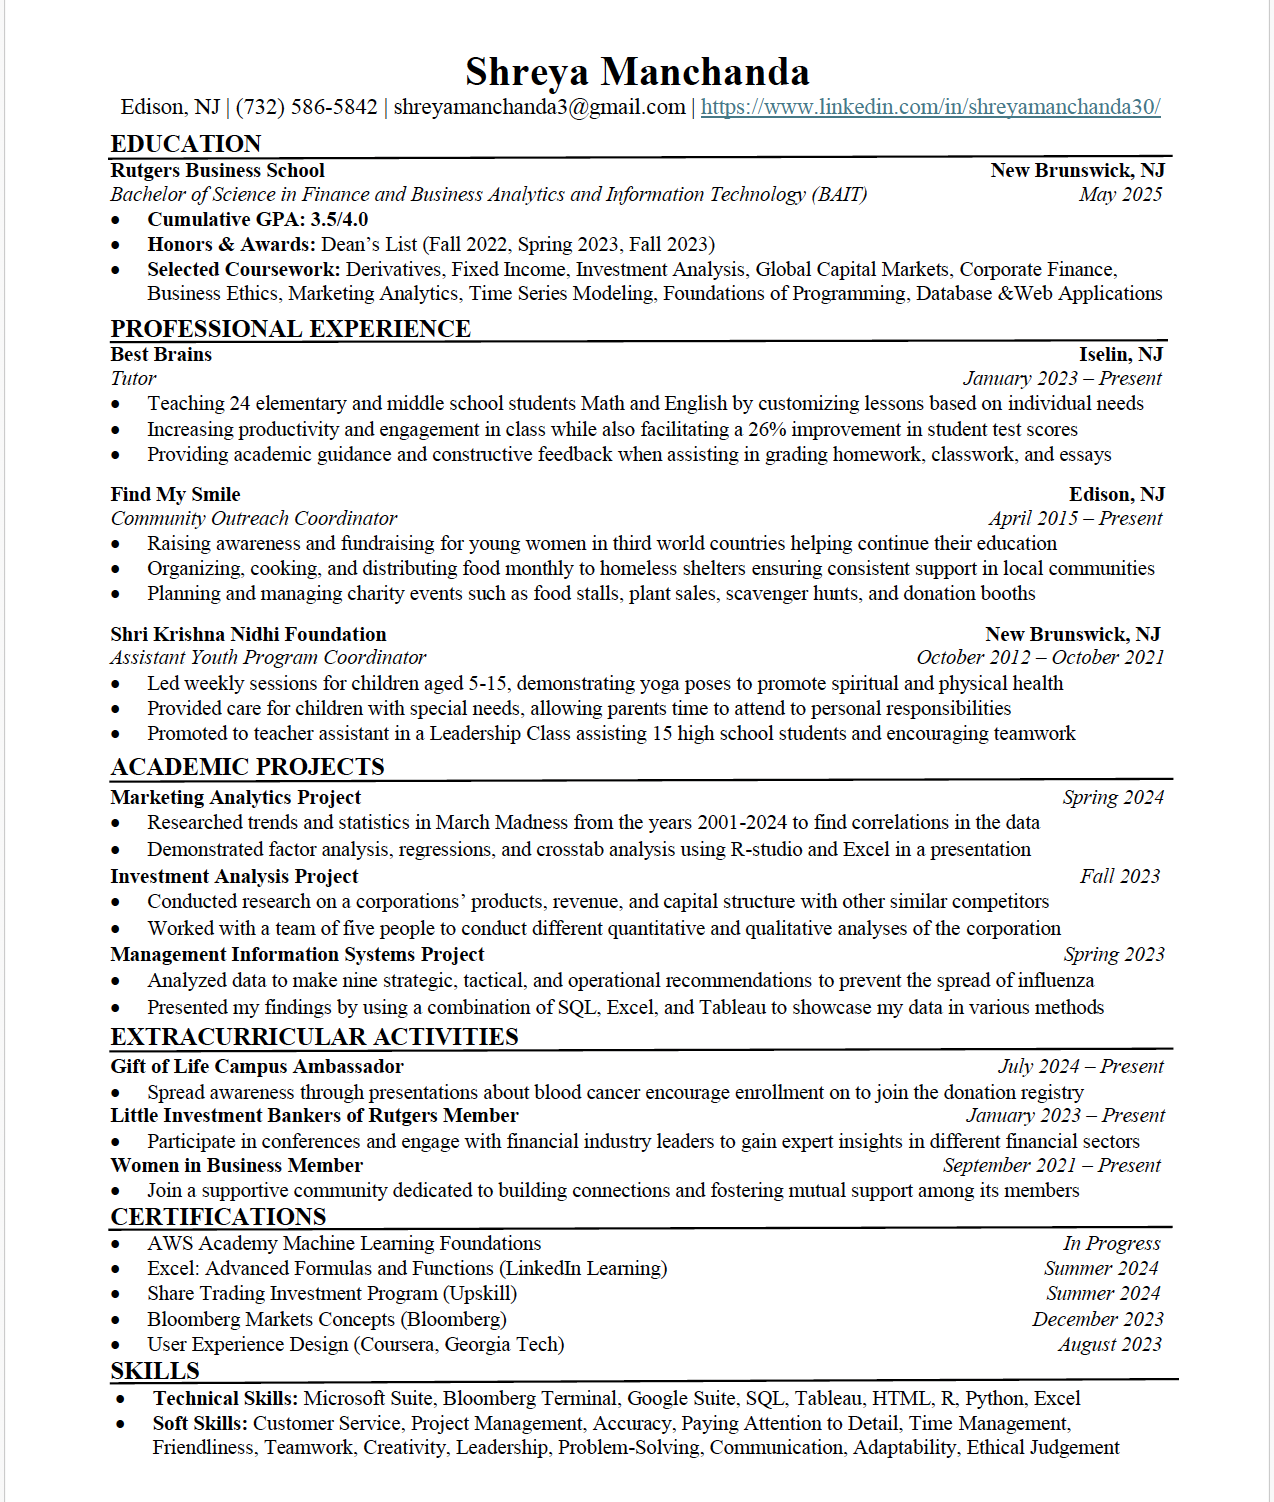 Shreya Manchanda
Edison, NJ | (732) 586-5842 | shreyamanchanda3@gmail.com | https://www.linkedin.com/in/shreyamanchanda30/
EDUCATION
Rutgers Business School New Brunswick, NJ
Bachelor of Science in Finance and Business Analytics and Information Technology (BAIT) May 2025
• Cumulative GPA: 3.5/4.0
• Honors & Awards: Dean’s List (Fall 2022, Spring 2023, Fall 2023)
• Selected Coursework: Derivatives, Fixed Income, Investment Analysis, Global Capital Markets, Corporate Finance,
Business Ethics, Marketing Analytics, Time Series Modeling, Foundations of Programming, Database &Web Applications
PROFESSIONAL EXPERIENCE
Best Brains Iselin, NJ
Tutor January 2023 – Present
• Teaching 24 elementary and middle school students Math and English by customizing lessons based on individual needs
• Increasing productivity and engagement in class while also facilitating a 26% improvement in student test scores
• Providing academic guidance and constructive feedback when assisting in grading homework, classwork, and essays
Find My Smile Edison, NJ
Community Outreach Coordinator April 2015 – Present
• Raising awareness and fundraising for young women in third world countries helping continue their education
• Organizing, cooking, and distributing food monthly to homeless shelters ensuring consistent support in local communities
• Planning and managing charity events such as food stalls, plant sales, scavenger hunts, and donation booths
Shri Krishna Nidhi Foundation New Brunswick, NJ
Assistant Youth Program Coordinator October 2012 – October 2021
• Led weekly sessions for children aged 5-15, demonstrating yoga poses to promote spiritual and physical health
• Provided care for children with special needs, allowing parents time to attend to personal responsibilities
• Promoted to teacher assistant in a Leadership Class assisting 15 high school students and encouraging teamwork
ACADEMIC PROJECTS
Marketing Analytics Project Spring 2024
• Researched trends and statistics in March Madness from the years 2001-2024 to find correlations in the data
• Demonstrated factor analysis, regressions, and crosstab analysis using R-studio and Excel in a presentation
Investment Analysis Project Fall 2023
• Conducted research on a corporations’ products, revenue, and capital structure with other similar competitors
• Worked with a team of five people to conduct different quantitative and qualitative analyses of the corporation
Management Information Systems Project Spring 2023
• Analyzed data to make nine strategic, tactical, and operational recommendations to prevent the spread of influenza
• Presented my findings by using a combination of SQL, Excel, and Tableau to showcase my data in various methods
EXTRACURRICULAR ACTIVITIES
Gift of Life Campus Ambassador July 2024 – Present
• Spread awareness through presentations about blood cancer encourage enrollment on to join the donation registry
Little Investment Bankers of Rutgers Member January 2023 – Present
• Participate in conferences and engage with financial industry leaders to gain expert insights in different financial sectors
Women in Business Member September 2021 – Present
• Join a supportive community dedicated to building connections and fostering mutual support among its members
CERTIFICATIONS
• AWS Academy Machine Learning Foundations In Progress
• Excel: Advanced Formulas and Functions (LinkedIn Learning) Summer 2024
• Share Trading Investment Program (Upskill) Summer 2024
• Bloomberg Markets Concepts (Bloomberg) December 2023
• User Experience Design (Coursera, Georgia Tech) August 2023
SKILLS
• Technical Skills: Microsoft Suite, Bloomberg Terminal, Google Suite, SQL, Tableau, HTML, R, Python, Excel
• Soft Skills: Customer Service, Project Management, Accuracy, Paying Attention to Detail, Time Management,
Friendliness, Teamwork, Creativity, Leadership, Problem-Solving, Communication, Adaptability, Ethical Judgement